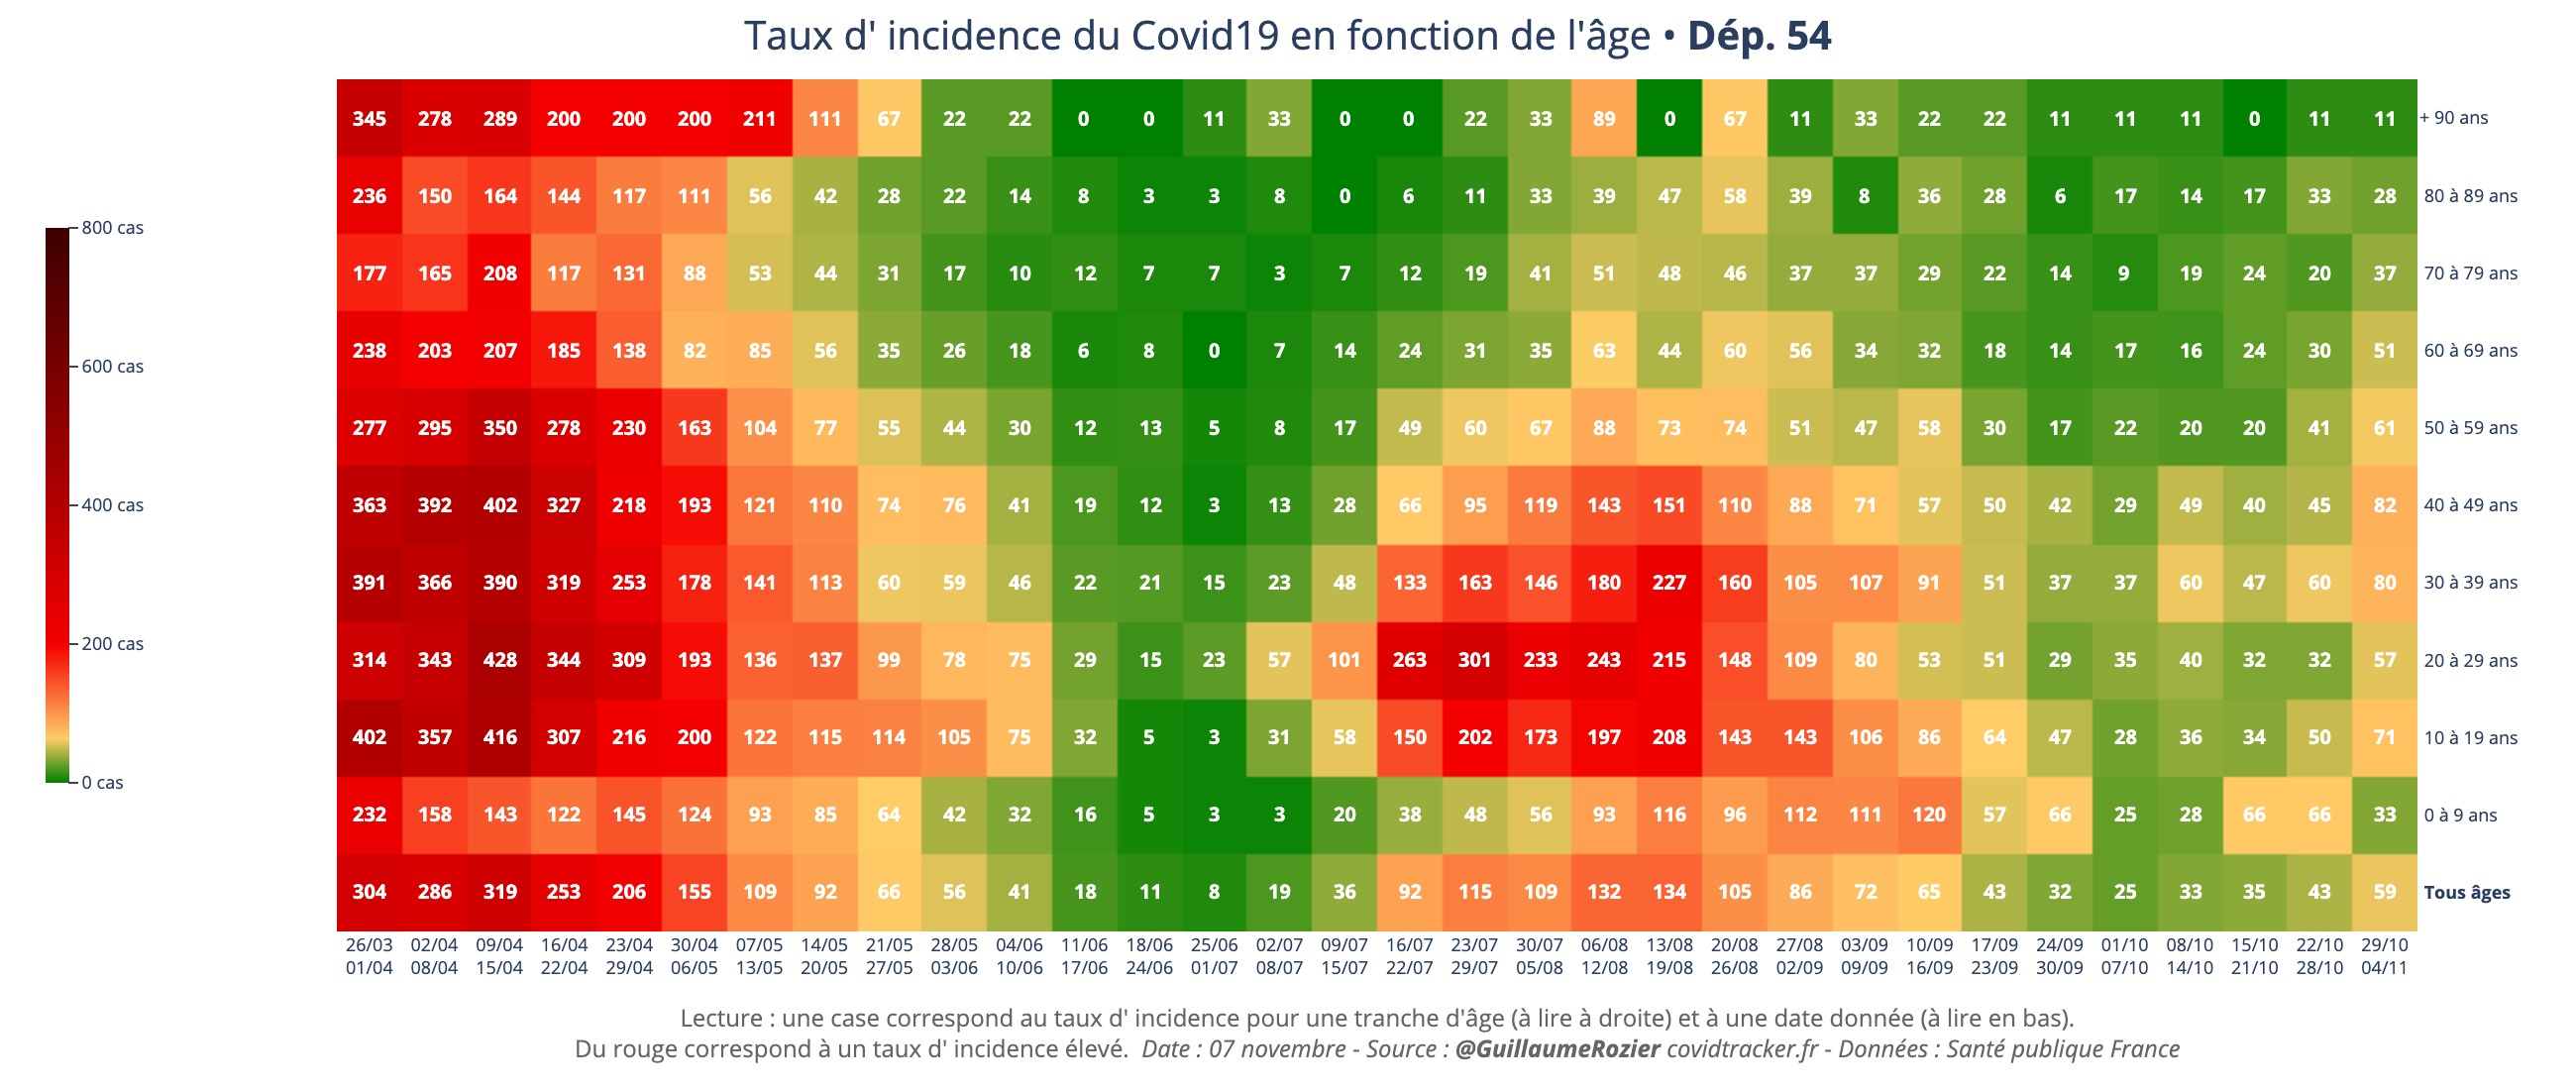 Taux d' incidence du Covid19 en fonction de l'âge • Dép. 54
800 cas
600 cas
400 cas
200 cas
0 cas
345 278 289 200 200 200 211 111 67 22 22 0 0 11 33 0 0 22 33 89 0 67 11 33 22 22 11 11 11 0 11 11 + 90 ans
236 150 164 144 117 111 56 42 28 22 14 8 3 3 8 0 6 11 33 39 47 58 39 8 36 28 6 17 14 17 33 28 80 à 89 ans
177 165 208 117 131 88 53 44 31 17 10 12 7 7 3 7 12 19 41 51 48 46 37 37 29 22 14 9 19 24 20 37 70 à 79 ans
238 203 207 185 138 82 85 56 35 26 18 6 8 0 7 14 24 31 35 63 44 60 56 34 32 18 14 17 16 24 30 51 60 à 69 ans
277 295 350 278 230 163 104 77 55 44 30 12 13 5 8 17 49 60 67 88 73 74 51 47 58 30 17 22 20 20 41 61 50 à 59 ans
363 392 402 327 218 193 121 110 74 76 41 19 12 3 13 28 66 95 119 143 151 110 88 71 57 50 42 29 49 40 45 82 40 à 49 ans
391 366 390 319 253 178 141 113 60 59 46 22 21 15 23 48 133 163 146 180 227 160 105 107 91 51 37 37 60 47 60 80 30 à 39 ans
314 343 428 344 309 193 136 137 99 78 75 29 15 23 57 101 263 301 233 243 215 148 109 80 53 51 29 35 40 32 32 57 20 à 29 ans
402 357 416 307 216 200 122 115 114 105 75 32 5 3 31 58 150 202 173 197 208 143 143 106 86 64 47 28 36 34 50 71 10 à 19 ans
232 158 143 122 145 124 93 85 64 42 32 16 5 3 3 20 38 48 56 93 116 96 112 111 120 57 66 25 28 66 66 33 0 à 9 ans
304 286 319 253 206 155 109 92 66 56 41 18 11 8 19 36 92 115 109 132 134 105 86 72 65 43 32 25 33 35 43 59 Tous âges
26/03 02/04 09/04 16/04 23/04 30/04 07/05 14/05 21/05 28/05 04/06 11/06 18/06 25/06 02/07 09/07 16/07 23/07 30/07 06/08 13/08 20/08 27/08 03/09 10/09 17/09 24/09 01/10 08/10 15/10 22/10 29/10
01/04 08/04 15/04 22/04 29/04 06/05 13/05 20/05 27/05 03/06 10/06 17/06 24/06 01/07 08/07 15/07 22/07 29/07 05/08 12/08 19/08 26/08 02/09 09/09 16/09 23/09 30/09 07/10 14/10 21/10 28/10 04/11
Lecture : une case correspond au taux d' incidence pour une tranche d'âge (à lire à droite) et à une date donnée (à lire en bas).
Du rouge correspond à un taux d' incidence élevé. Date : 07 novembre - Source : @GuillaumeRozier covidtracker.fr - Données : Santé publique France